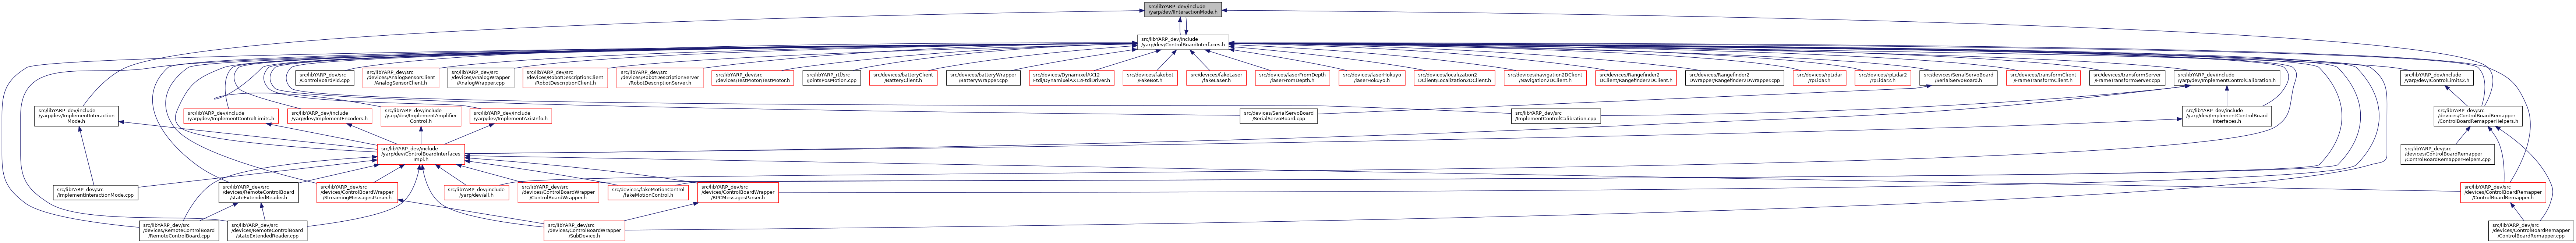 src/libYARP_dev/include
/yarp/dev/IInteractionMode.h
src/libYARP_dev/include
/yarp/dev/ControlBoardInterfaces.h
src/libYARP_dev/src
/ControlBoardPid.cpp
src/libYARP_dev/src
/devices/AnalogSensorClient
/AnalogSensorClient.h
src/libYARP_dev/src
/devices/AnalogWrapper
/AnalogWrapper.cpp
src/libYARP_dev/src
/devices/RobotDescriptionClient
/RobotDescriptionClient.h
src/libYARP_dev/src
/devices/RobotDescriptionServer
/RobotDescriptionServer.h
src/libYARP_dev/src
/devices/TestMotor/TestMotor.h
src/libYARP_rtf/src
/JointsPosMotion.cpp
src/devices/batteryClient
/BatteryClient.h
src/devices/batteryWrapper
/BatteryWrapper.cpp
src/devices/DynamixelAX12
FtdiDriver/DynamixelAX12FtdiDriver.h
src/devices/fakebot
/FakeBot.h
src/devices/fakeLaser
/fakeLaser.h
src/devices/laserFromDepth
/laserFromDepth.h
src/devices/laserHokuyo
/laserHokuyo.h
src/devices/localization2
DClient/Localization2DClient.h
src/devices/navigation2DClient
/Navigation2DClient.h
src/devices/Rangefinder2
DClient/Rangefinder2DClient.h
src/devices/Rangefinder2
DWrapper/Rangefinder2DWrapper.cpp
src/devices/rpLidar
/rpLidar.h
src/devices/rpLidar2
/rpLidar2.h
src/devices/SerialServoBoard
/SerialServoBoard.h
src/devices/transformClient
/FrameTransformClient.h
src/devices/transformServer
/FrameTransformServer.cpp
src/libYARP_dev/include
/yarp/dev/ImplementControlCalibration.h
src/libYARP_dev/include
/yarp/dev/IControlLimits2.h
src/libYARP_dev/include
/yarp/dev/ImplementInteraction
Mode.h
src/libYARP_dev/include
/yarp/dev/ImplementControlLimits.h
src/libYARP_dev/include
/yarp/dev/ImplementEncoders.h
src/libYARP_dev/include
/yarp/dev/ImplementAmplifier
Control.h
src/libYARP_dev/include
/yarp/dev/ImplementAxisInfo.h
src/devices/SerialServoBoard
/SerialServoBoard.cpp
src/libYARP_dev/src
/ImplementControlCalibration.cpp
src/libYARP_dev/include
/yarp/dev/ImplementControlBoard
Interfaces.h
src/libYARP_dev/src
/devices/ControlBoardRemapper
/ControlBoardRemapperHelpers.h
src/libYARP_dev/include
/yarp/dev/ControlBoardInterfaces
Impl.h
src/libYARP_dev/src
/devices/ControlBoardRemapper
/ControlBoardRemapperHelpers.cpp
src/libYARP_dev/src
/ImplementInteractionMode.cpp
src/libYARP_dev/src
/devices/RemoteControlBoard
/stateExtendedReader.h
src/libYARP_dev/src
/devices/ControlBoardWrapper
/StreamingMessagesParser.h
src/libYARP_dev/include
/yarp/dev/all.h
src/libYARP_dev/src
/devices/ControlBoardWrapper
/ControlBoardWrapper.h
src/devices/fakeMotionControl
/fakeMotionControl.h
src/libYARP_dev/src
/devices/ControlBoardWrapper
/RPCMessagesParser.h
src/libYARP_dev/src
/devices/ControlBoardRemapper
/ControlBoardRemapper.h
src/libYARP_dev/src
/devices/RemoteControlBoard
/RemoteControlBoard.cpp
src/libYARP_dev/src
/devices/RemoteControlBoard
/stateExtendedReader.cpp
src/libYARP_dev/src
/devices/ControlBoardWrapper
/SubDevice.h
src/libYARP_dev/src
/devices/ControlBoardRemapper
/ControlBoardRemapper.cpp